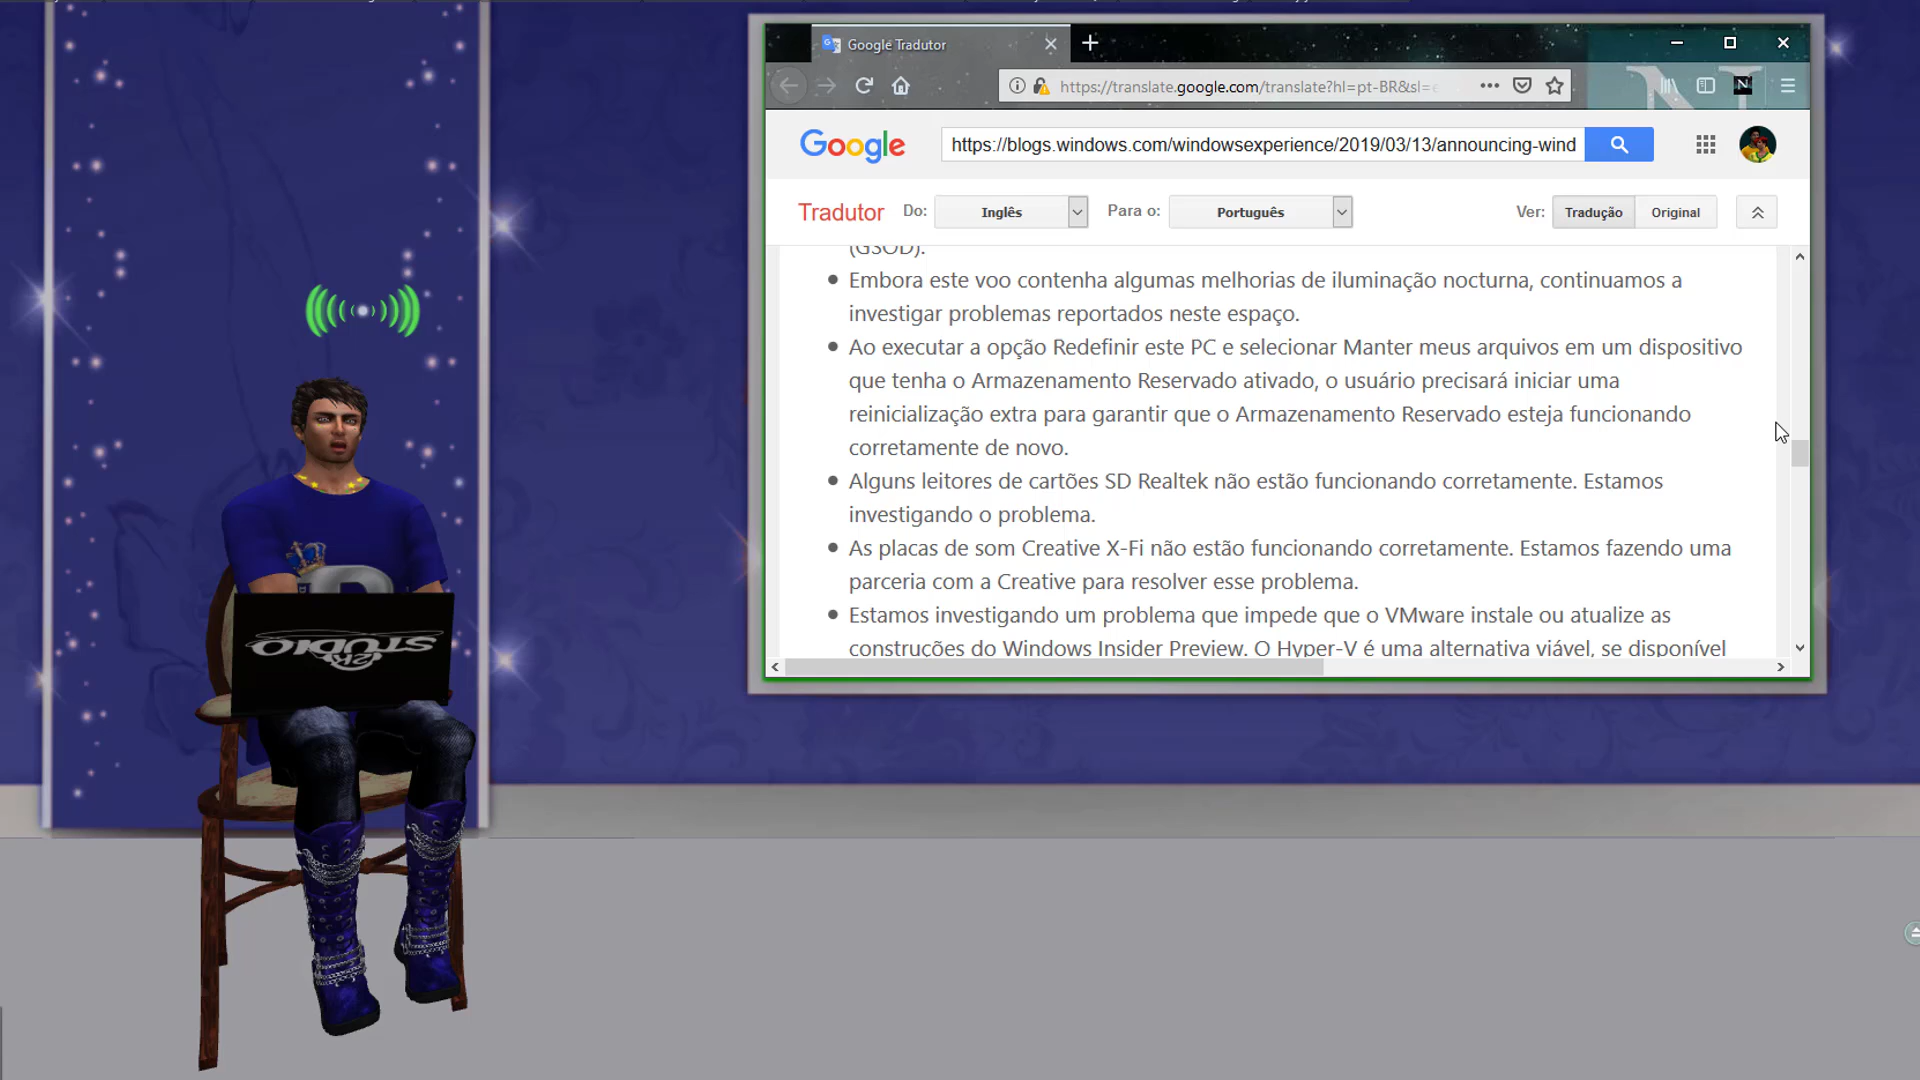 Google Tradutor
https://translate.google.com/translate?hl=pt-BR&sl=e
Google
https://blogs.windows.com/windowsexperience/2019/03/13/announcing-wind
Tradutor Do: Inglês Para o: Português Ver: Tradução Original
(GSOD).
Embora este voo contenha algumas melhorias de iluminação nocturna, continuamos a
investigar problemas reportados neste espaço.
Ao executar a opção Redefinir este PC e selecionar Manter meus arquivos em um dispositivo
que tenha o Armazenamento Reservado ativado, o usuário precisará iniciar uma
reinicialização extra para garantir que o Armazenamento Reservado esteja funcionando
corretamente de novo.
Alguns leitores de cartões SD Realtek não estão funcionando corretamente. Estamos
investigando o problema.
As placas de som Creative X-Fi não estão funcionando corretamente. Estamos fazendo uma
parceria com a Creative para resolver esse problema.
Estamos investigando um problema que impede que o VMware instale ou atualize as
construções do Windows Insider Preview. O Hyper-V é uma alternativa viável, se disponível
STUDIO